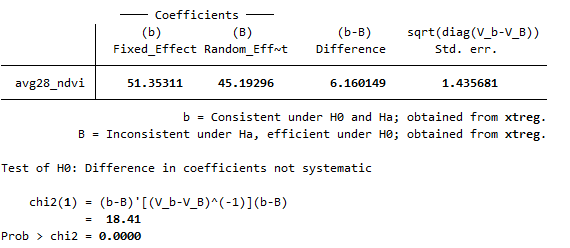 Coefficients
(b) (B) (b-B) sqrt(diag(V_b-V_B))
Fixed_Effect Random_Eff~t Difference Std. err.
avg28_ndvi 51.35311 45.19296 6.160149 1.435681
b = Consistent under H0 and Ha; obtained from xtreg.
B = Inconsistent under Ha, efficient under H0; obtained from xtreg.
Test of H0: Difference in coefficients not systematic
chi2(1) = (b-B)'[(V_b-V_B)^(-1)](b-B)
= 18.41
Prob > chi2 = 0.0000